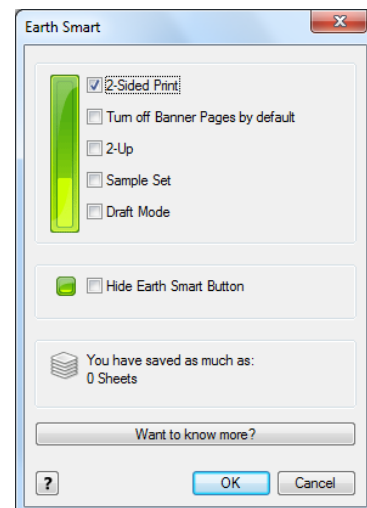 Earth Smart
2-Sided Print
Turn off Banner Pages by default
2-Up
Sample Set
Draft Mode
Hide Earth Smart Button
You have saved as much as:
0 Sheets
Want to know more?
?
OK
Cancel